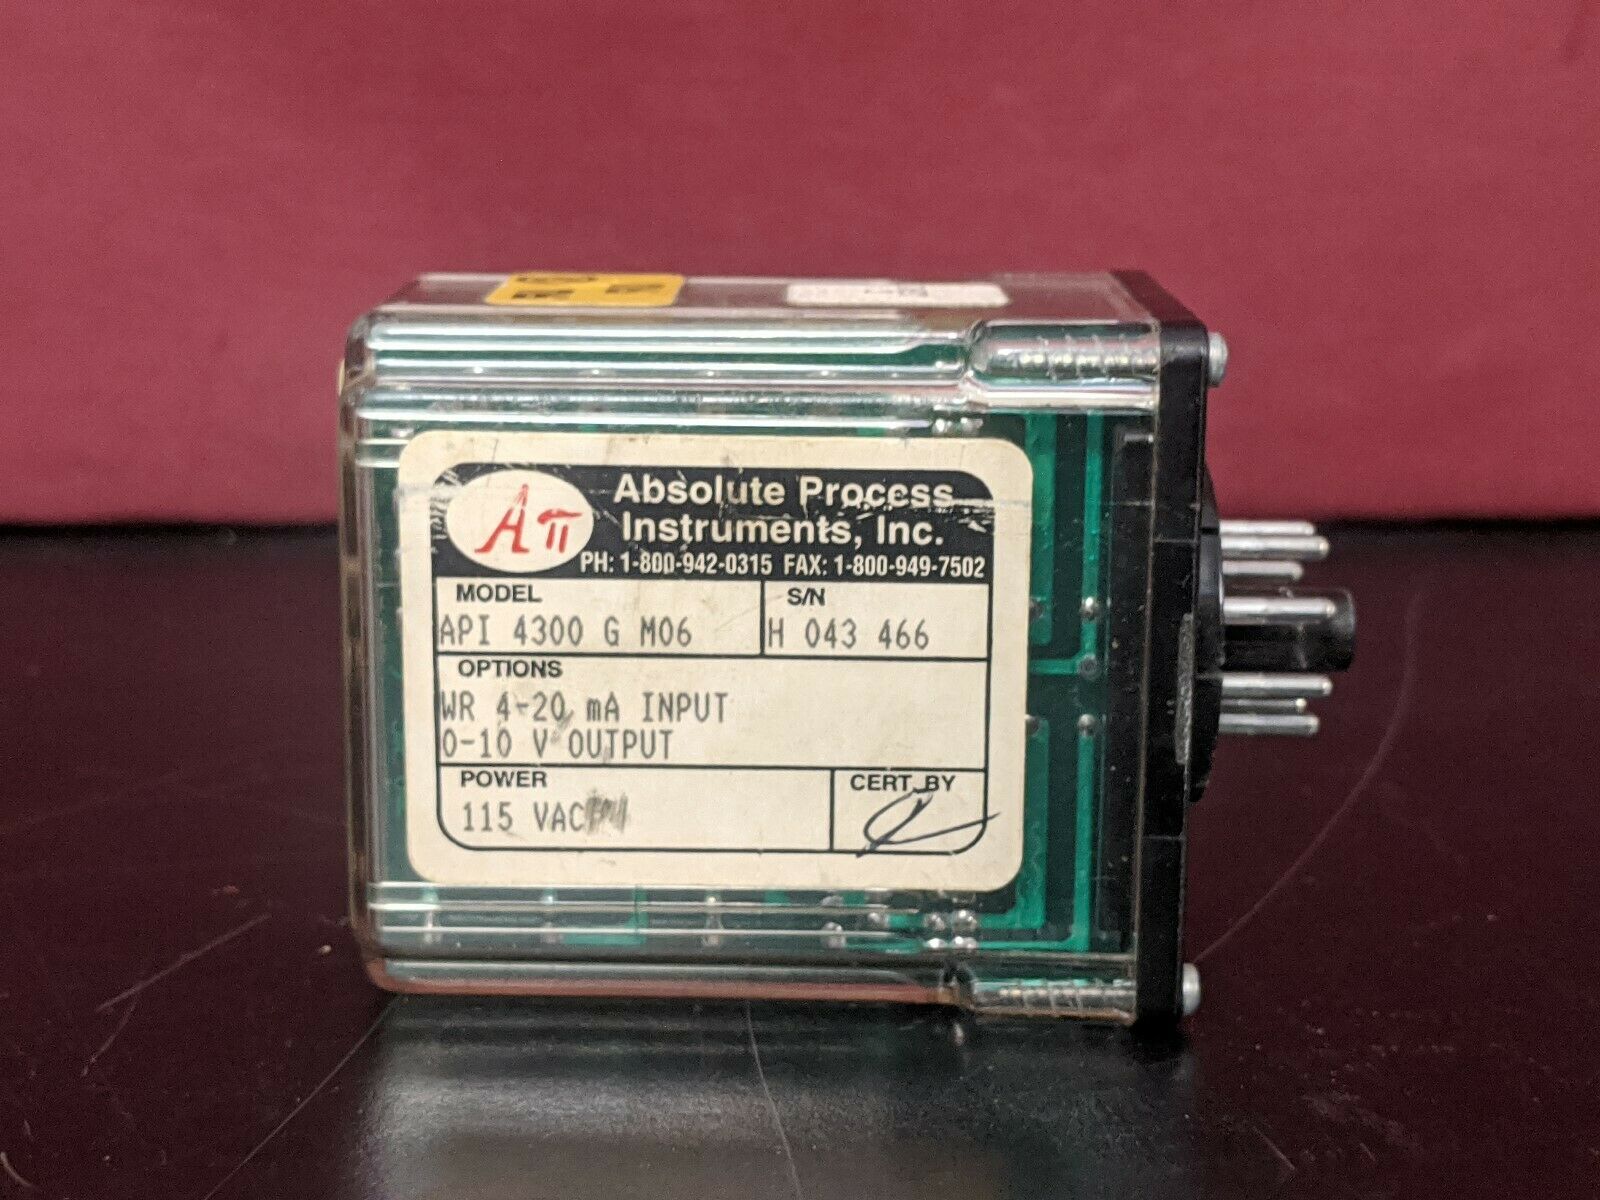 Aπ
Absolute Process
Instruments, Inc.
PH: 1-800-942-0315 FAX: 1-800-949-7502
MODEL
API 4300 G M06
S/N
H 043 466
OPTIONS
WR 4-20 mA INPUT
0-10 V OUTPUT
POWER
115 VAC
CERT. BY